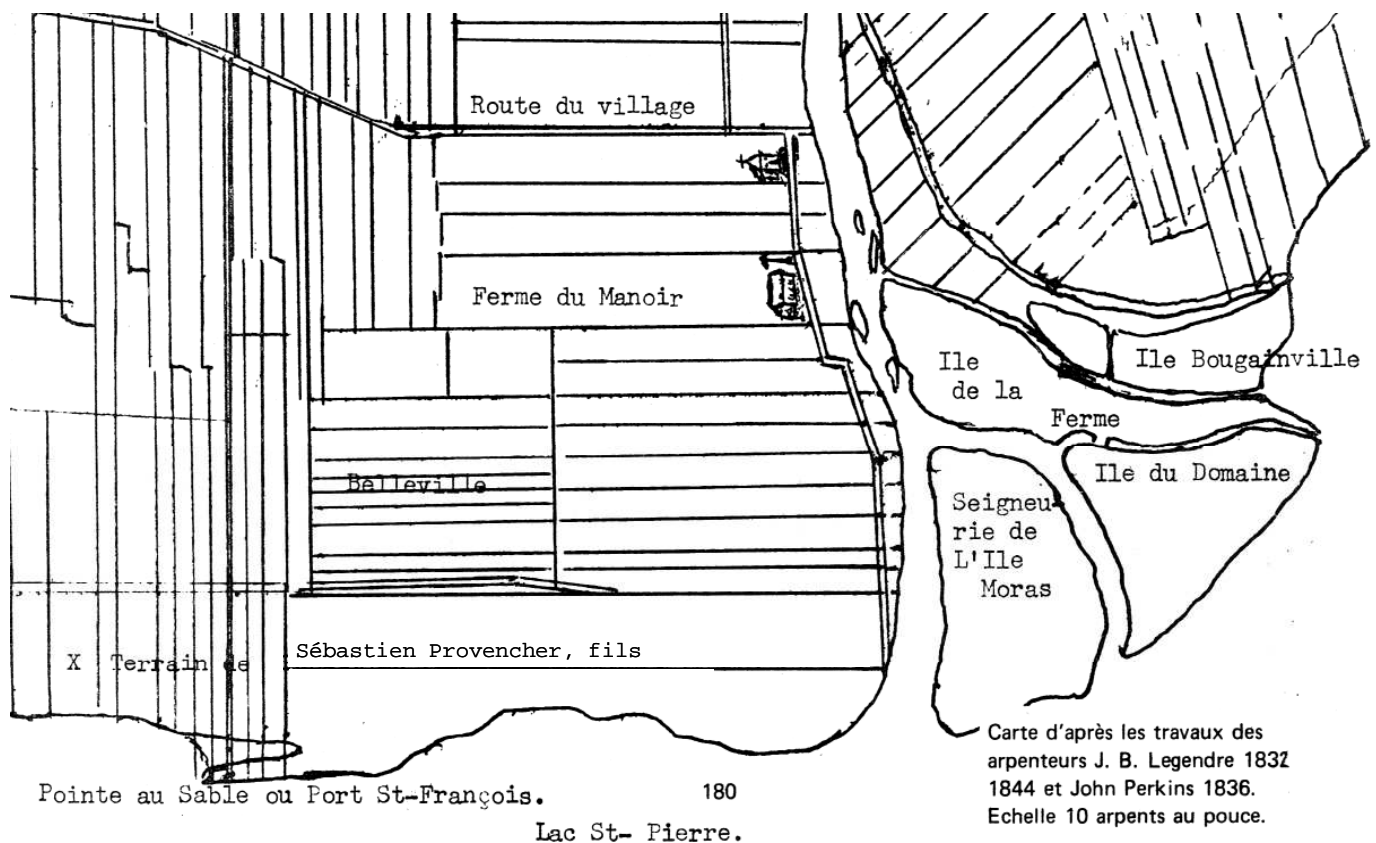 Route du village
Ferme du Manoir
Ile
de la
Ferme
Ile Bougainville
Ile du Domaine
Belleville
Seigneu-
rie de
L'Ile
Moras
X Terrain de Sébastien Provencher, fils
Carte d'après les travaux des
arpenteurs J. B. Legendre 1832
1844 et John Perkins 1836.
Echelle 10 arpents au pouce.
Pointe au Sable ou Port St-François.
180
Lac St- Pierre.